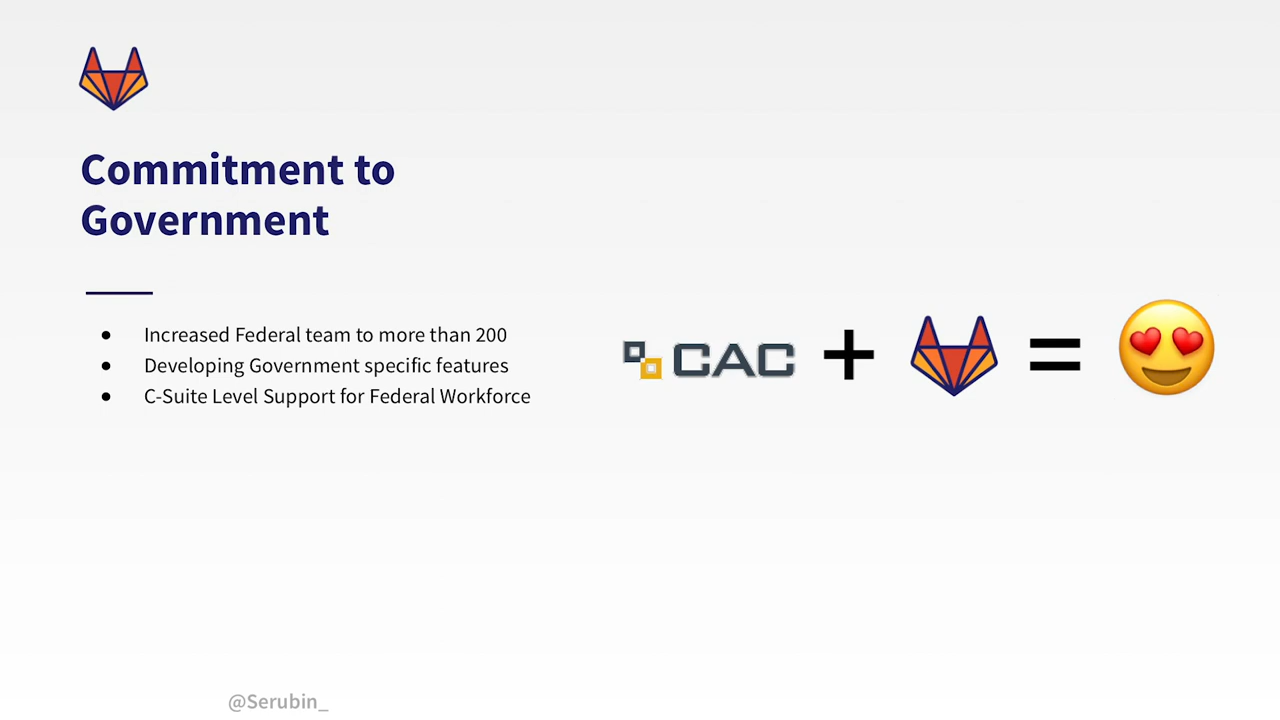 Commitment to
Government
● Increased Federal team to more than 200
● Developing Government specific features
● C-Suite Level Support for Federal Workforce
CAC + =
@Serubin_